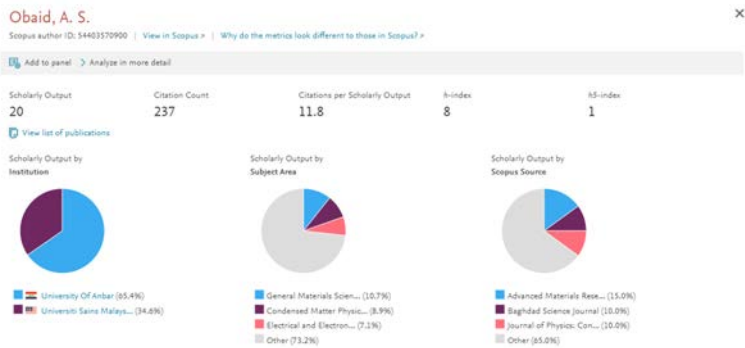 Obaid, A. S.
Scopus author ID: 54403570900 | View in Scopus > | Why do the metrics look different to those in Scopus? >
Add to panel > Analyze in more detail
Scholarly Output
20
View list of publications
Citation Count
237
Citations per Scholarly Output
11.8
h-index
8
h5-index
1
Scholarly Output by
Institution
University Of Anbar (65.4%)
Universiti Sains Malays... (34.6%)
Scholarly Output by
Subject Area
General Materials Scien... (10.7%)
Condensed Matter Physic... (8.9%)
Electrical and Electron... (7.1%)
Other (73.2%)
Scholarly Output by
Scopus Source
Advanced Materials Rese... (15.0%)
Baghdad Science Journal (10.0%)
Journal of Physics: Con... (10.0%)
Other (65.0%)